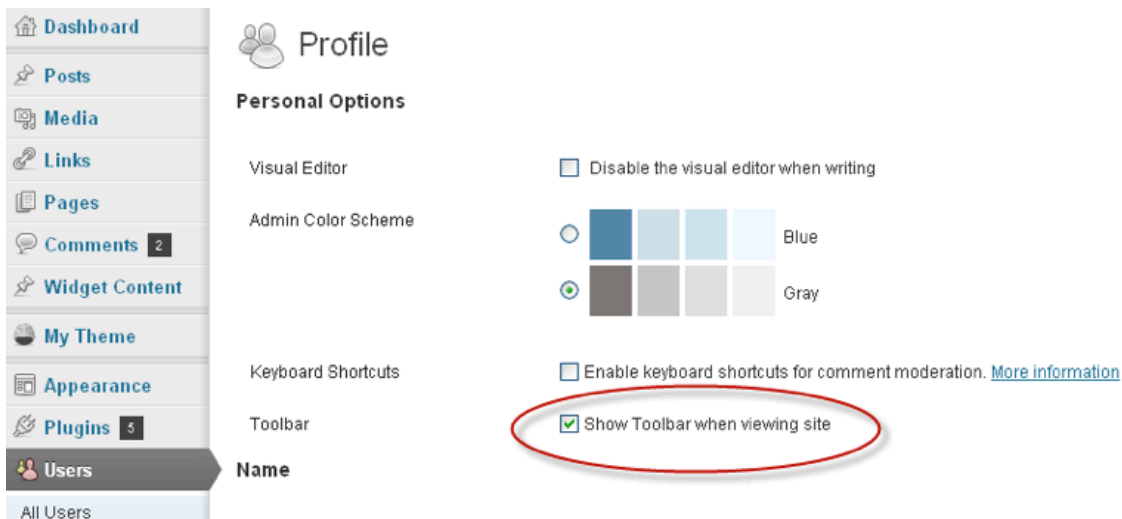 Dashboard
Posts
Media
Links
Pages
Comments 2
Widget Content
My Theme
Appearance
Plugins 5
Users
All Users
Profile
Personal Options
Visual Editor
Disable the visual editor when writing
Admin Color Scheme
Blue
Gray
Keyboard Shortcuts
Enable keyboard shortcuts for comment moderation. More information
Toolbar
Show Toolbar when viewing site
Name